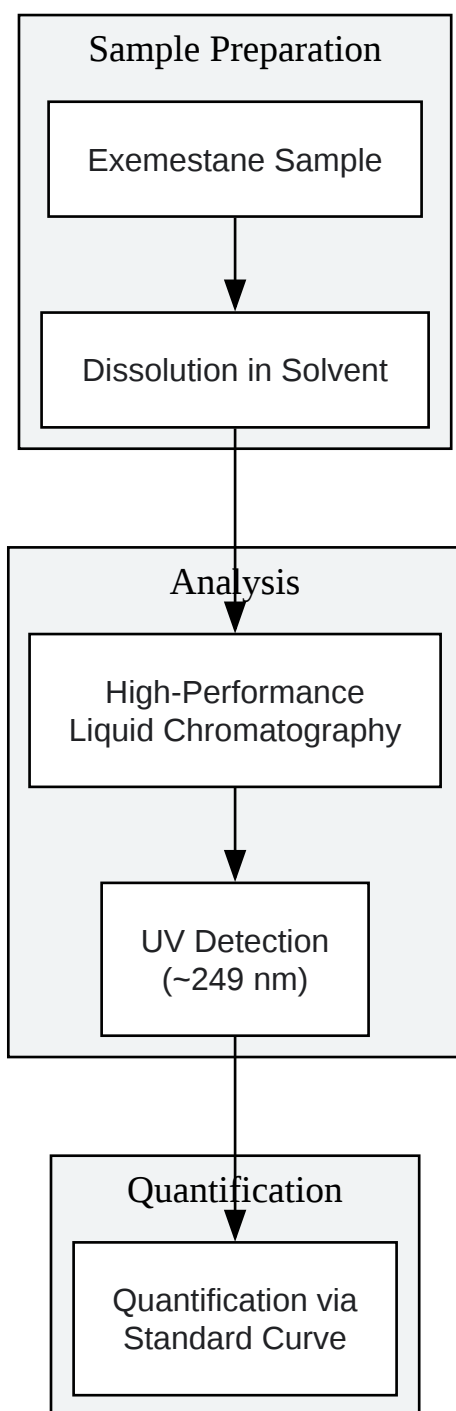 Sample Preparation
Exemestane Sample
Dissolution in Solvent
Analysis
High-Performance
Liquid Chromatography
UV Detection
(~249 nm)
Quantification
Quantification via
Standard Curve